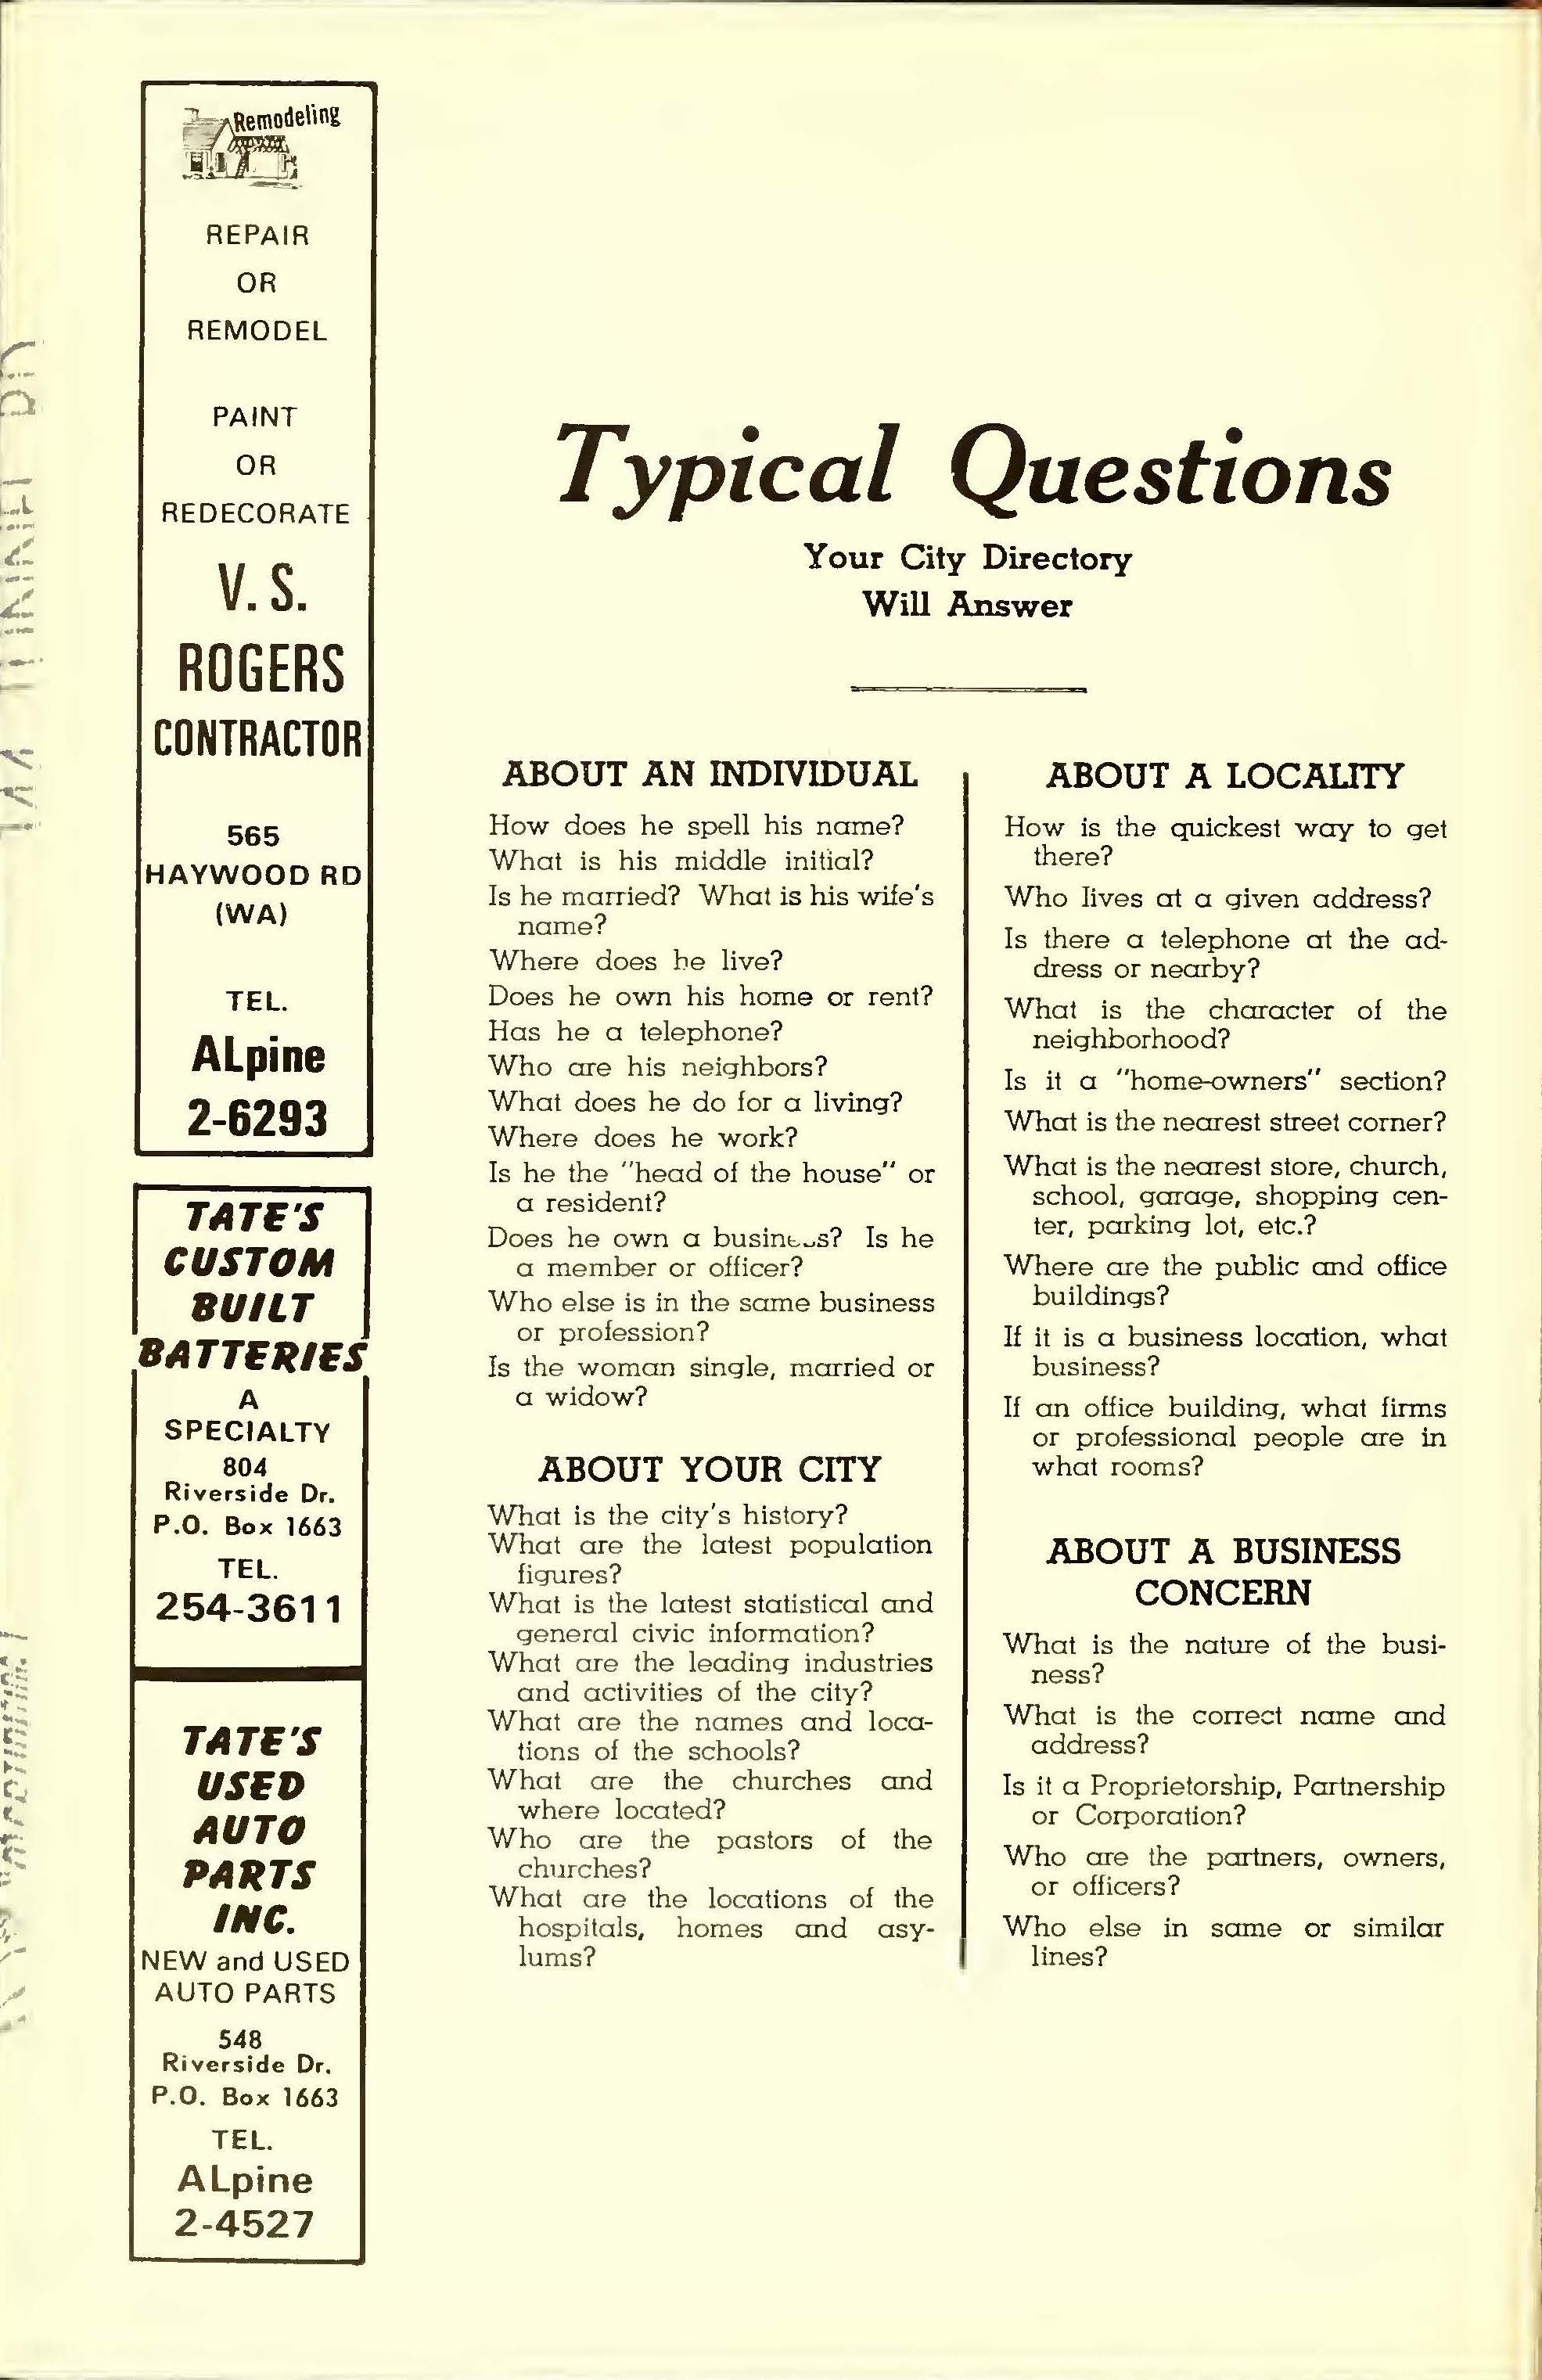 Remodeling
REPAIR
OR
REMODEL
PAINT
OR
REDECORATE
V. S.
ROGERS
CONTRACTOR
565
HAYWOOD RD
(WA)
TEL.
ALpine
2-6293
TATE'S
CUSTOM
BUILT
BATTERIES
A
SPECIALTY
804
Riverside Dr.
P.O. Box 1663
TEL.
254-3611
TATE'S
USED
AUTO
PARTS
INC.
NEW and USED
AUTO PARTS
548
Riverside Dr.
P.O. Box 1663
TEL.
ALpine
2-4527
Typical Questions
Your City Directory
Will Answer
ABOUT AN INDIVIDUAL
How does he spell his name?
What is his middle initial?
Is he married? What is his wife's
name?
Where does he live?
Does he own his home or rent?
Has he a telephone?
Who are his neighbors?
What does he do for a living?
Where does he work?
Is he the "head of the house" or
a resident?
Does he own a business? Is he
a member or officer?
Who else is in the same business
or profession?
Is the woman single, married or
a widow?
ABOUT YOUR CITY
What is the city's history?
What are the latest population
figures?
What is the latest statistical and
general civic information?
What are the leading industries
and activities of the city?
What are the names and loca-
tions of the schools?
What are the churches and
where located?
Who are the pastors of the
churches?
What are the locations of the
hospitals, homes and asy-
lums?
ABOUT A LOCALITY
How is the quickest way to get
there?
Who lives at a given address?
Is there a telephone at the ad-
dress or nearby?
What is the character of the
neighborhood?
Is it a "home-owners" section?
What is the nearest street corner?
What is the nearest store, church,
school, garage, shopping cen-
ter, parking lot, etc.?
Where are the public and office
buildings?
If it is a business location, what
business?
If an office building, what firms
or professional people are in
what rooms?
ABOUT A BUSINESS
CONCERN
What is the nature of the busi-
ness?
What is the correct name and
address?
Is it a Proprietorship, Partnership
or Corporation?
Who are the partners, owners,
or officers?
Who else in same or similar
lines?